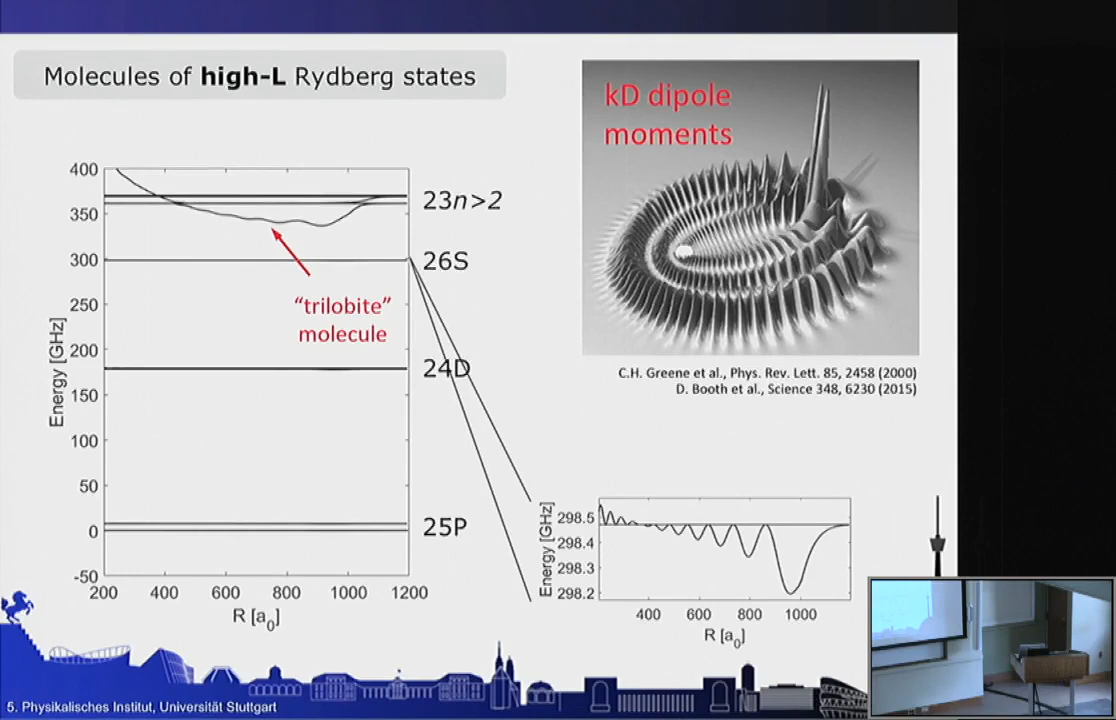 Molecules of high-L Rydberg states
kD dipole
moments
400
350
300
250
200
150
100
50
0
-50
Energy [GHz]
200
400
600
800
1000
1200
R [a0]
23n>2
26S
24D
25P
"trilobite"
molecule
C.H. Greene et al., Phys. Rev. Lett. 85, 2458 (2000)
D. Booth et al., Science 348, 6230 (2015)
Energy [GHz]
298.5
298.4
298.3
298.2
400
600
800
1000
R [a0]
5. Physikalisches Institut, Universität Stuttgart